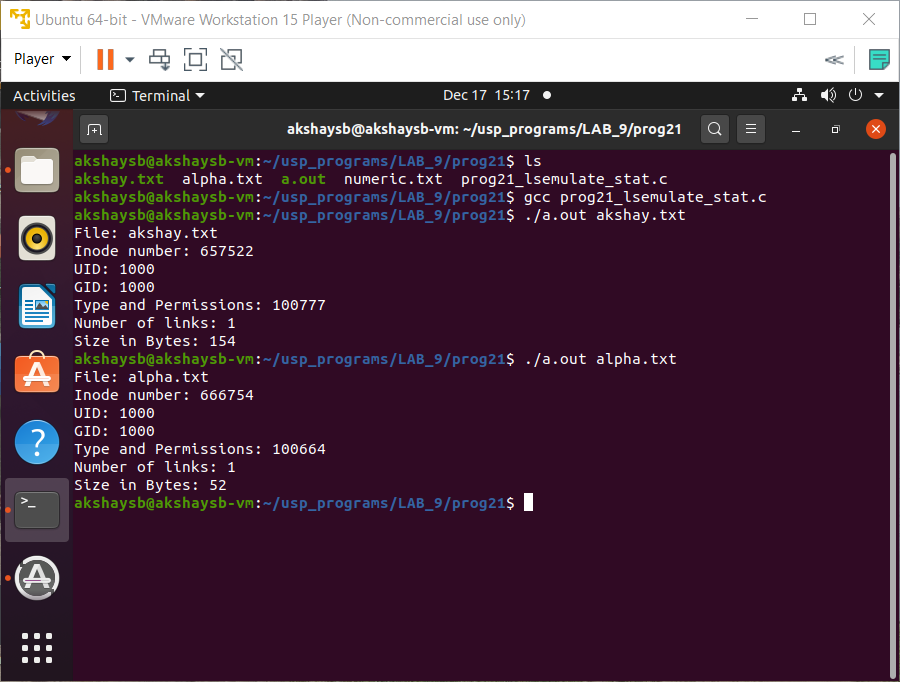 Ubuntu 64-bit - VMware Workstation 15 Player (Non-commercial use only)
Player
Activities Terminal Dec 17 15:17
akshaysb@akshaysb-vm: ~/usp_programs/LAB_9/prog21
akshaysb@akshaysb-vm:~/usp_programs/LAB_9/prog21$ ls
akshay.txt alpha.txt a.out numeric.txt prog21_lsemulate_stat.c
akshaysb@akshaysb-vm:~/usp_programs/LAB_9/prog21$ gcc prog21_lsemulate_stat.c
akshaysb@akshaysb-vm:~/usp_programs/LAB_9/prog21$ ./a.out akshay.txt
File: akshay.txt
Inode number: 657522
UID: 1000
GID: 1000
Type and Permissions: 100777
Number of links: 1
Size in Bytes: 154
akshaysb@akshaysb-vm:~/usp_programs/LAB_9/prog21$ ./a.out alpha.txt
File: alpha.txt
Inode number: 666754
UID: 1000
GID: 1000
Type and Permissions: 100664
Number of links: 1
Size in Bytes: 52
akshaysb@akshaysb-vm:~/usp_programs/LAB_9/prog21$